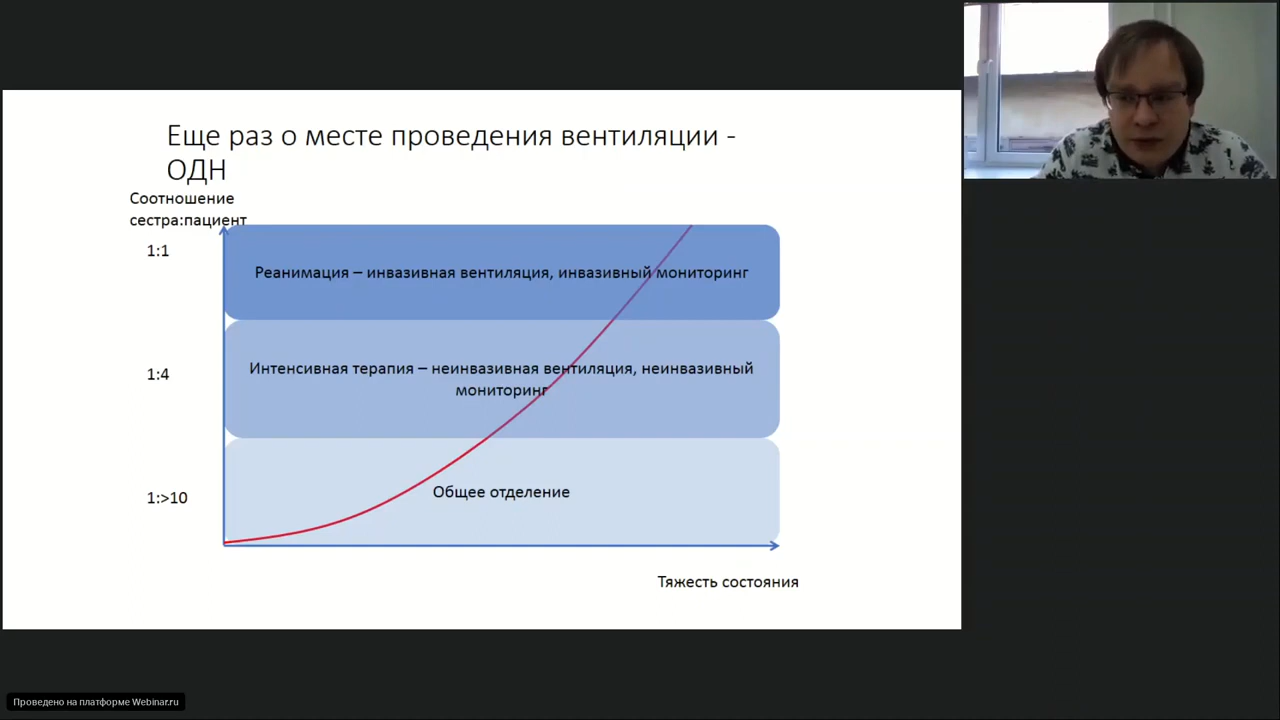 Еще раз о месте проведения вентиляции -
ОДН
Соотношение
сестра:пациент
1:1
Реанимация – инвазивная вентиляция, инвазивный мониторинг
1:4
Интенсивная терапия – неинвазивная вентиляция, неинвазивный
мониторинг
1:>10
Общее отделение
Тяжесть состояния
Проведено на платформе Webinar.ru